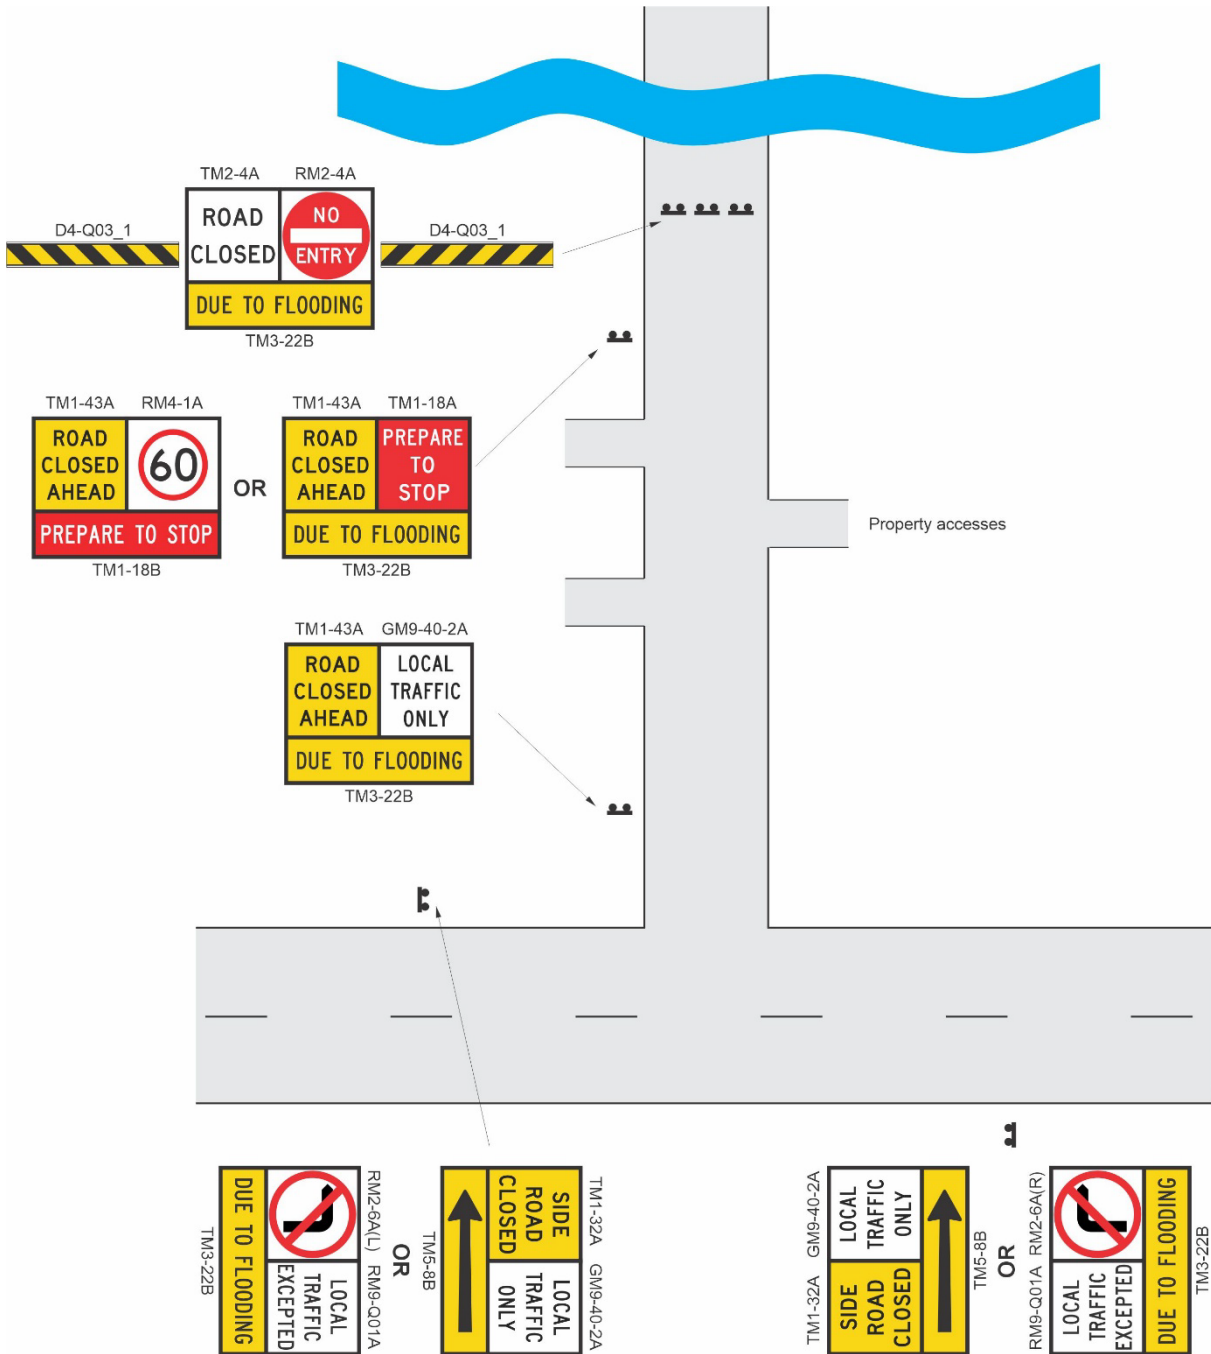 TM2-4A RM2-4A
ROAD
CLOSED
NO
ENTRY
D4-Q03_1
D4-Q03_1
DUE TO FLOODING
TM3-22B
TM1-43A RM4-1A
ROAD
CLOSED
AHEAD
60
PREPARE TO STOP
TM1-18B
OR
TM1-43A TM1-18A
ROAD
CLOSED
AHEAD
PREPARE
TO
STOP
DUE TO FLOODING
TM3-22B
Property accesses
TM1-43A GM9-40-2A
ROAD
CLOSED
AHEAD
LOCAL
TRAFFIC
ONLY
DUE TO FLOODING
TM3-22B
RM2-6A(L) RM9-Q01A
LOCAL
TRAFFIC
EXCEPTED
DUE TO FLOODING
TM3-22B
OR
TM1-32A GM9-40-2A
SIDE
ROAD
CLOSED
LOCAL
TRAFFIC
ONLY
TM5-8B
TM1-32A GM9-40-2A
SIDE
ROAD
CLOSED
LOCAL
TRAFFIC
ONLY
TM5-8B
OR
RM9-Q01A RM2-6A(R)
LOCAL
TRAFFIC
EXCEPTED
DUE TO FLOODING
TM3-22B